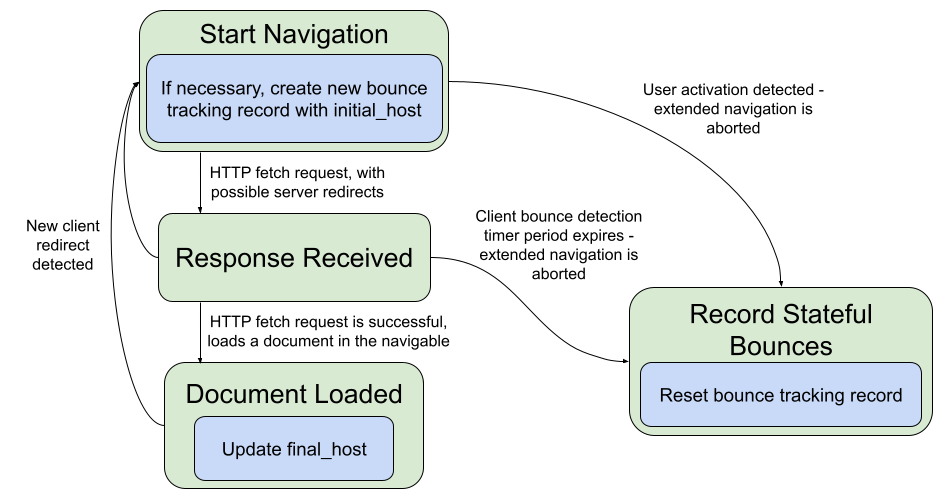 Start Navigation
If necessary, create new bounce
tracking record with initial_host
User activation detected -
extended navigation is
aborted
HTTP fetch request, with
possible server redirects
New client
redirect
detected
Client bounce detection
timer period expires -
extended navigation is
aborted
Response Received
HTTP fetch request is successful,
loads a document in the navigable
Record Stateful
Bounces
Reset bounce tracking record
Document Loaded
Update final_host